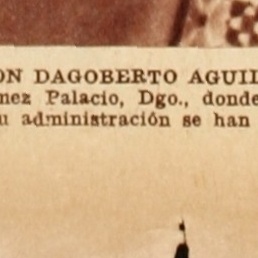 ON DAGOBERTO AGUIL
nez Palacio, Dgo., donde
u administración se han